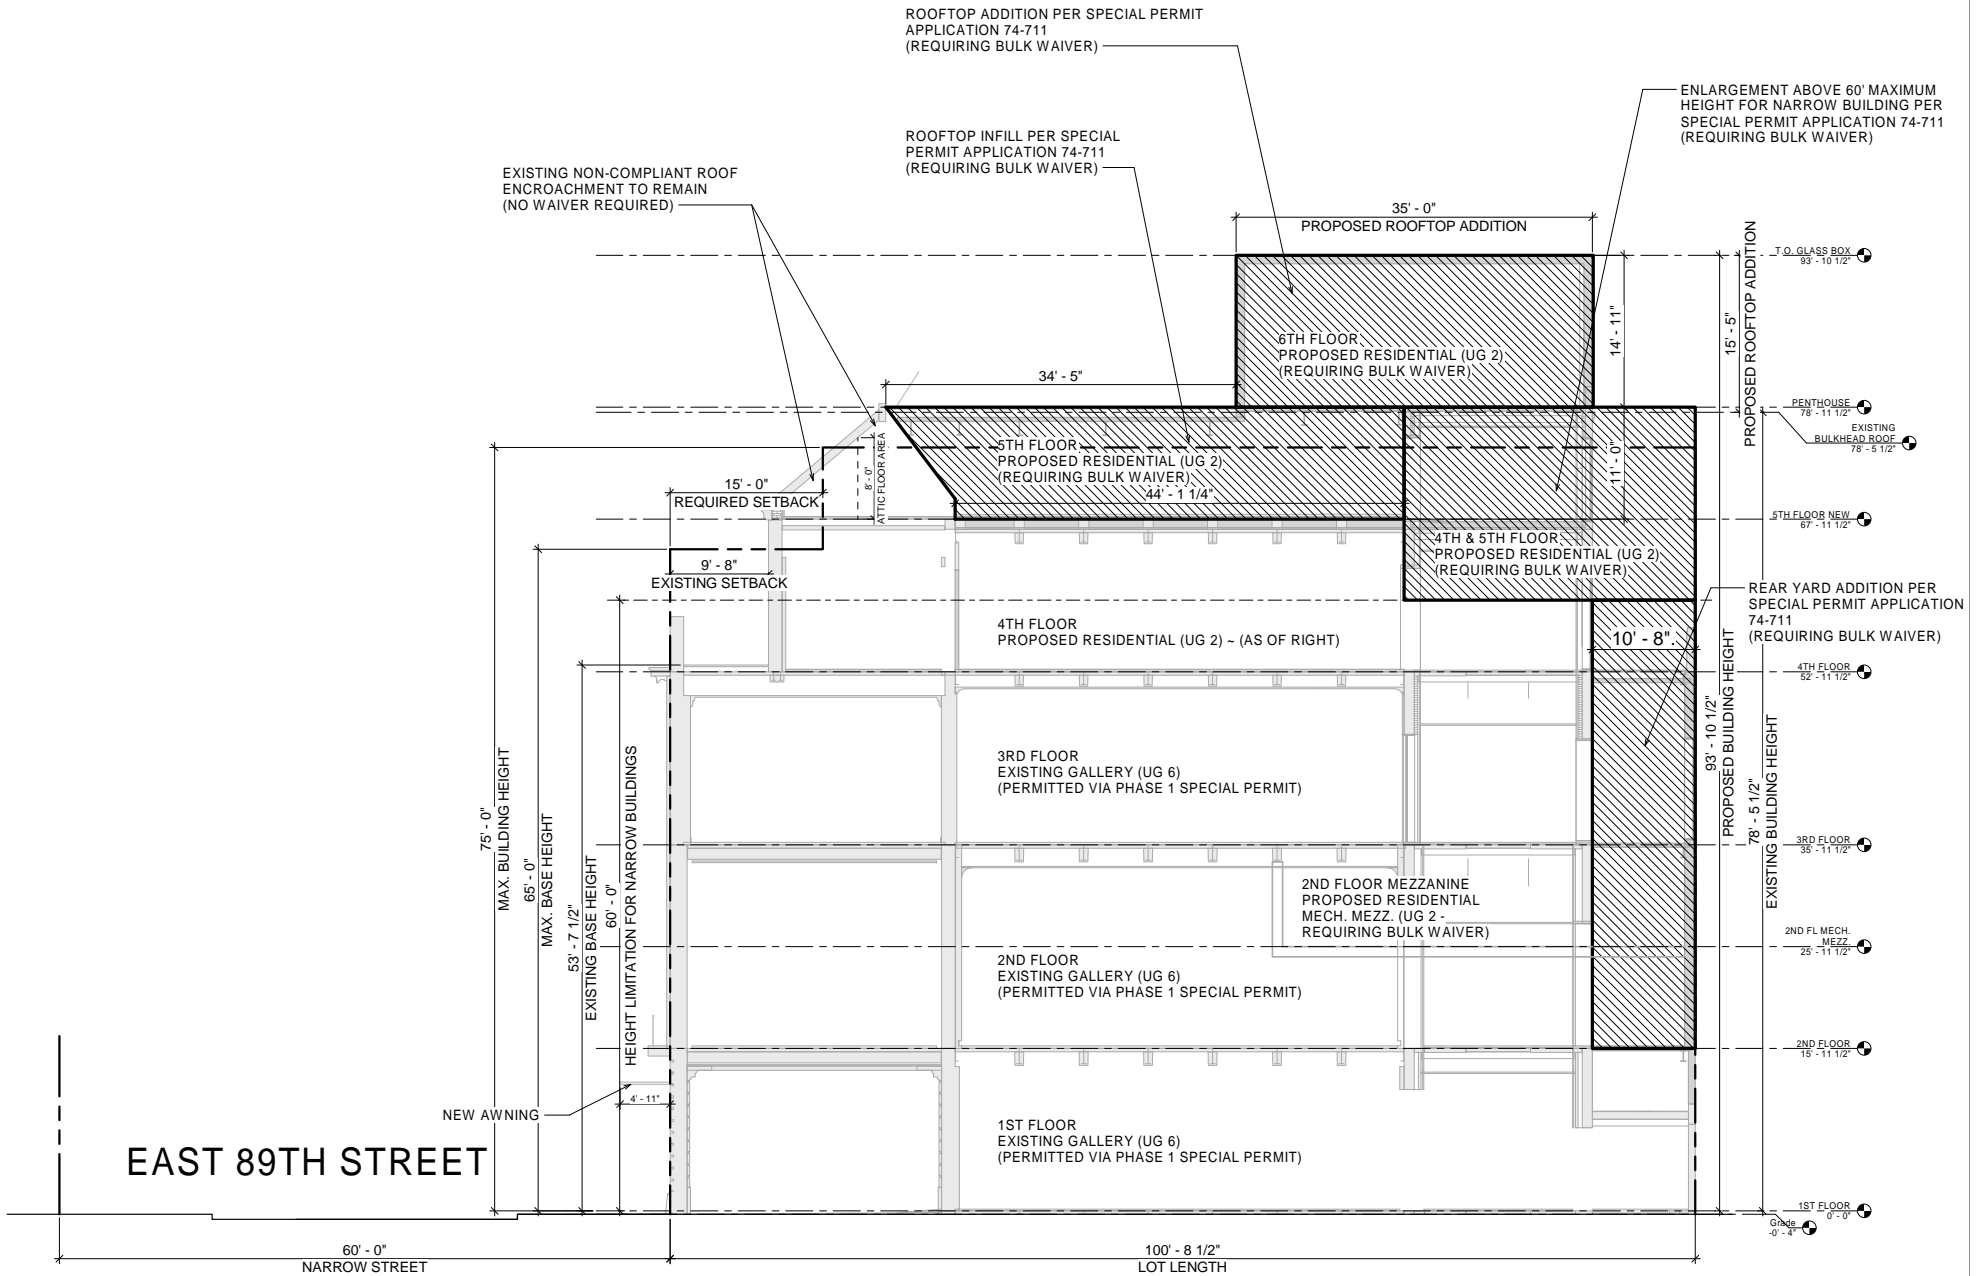 ROOFTOP ADDITION PER SPECIAL PERMIT
APPLICATION 74-711
(REQUIRING BULK WAIVER)
ENLARGEMENT ABOVE 60' MAXIMUM
HEIGHT FOR NARROW BUILDING PER
SPECIAL PERMIT APPLICATION 74-711
(REQUIRING BULK WAIVER)
ROOFTOP INFILL PER SPECIAL
PERMIT APPLICATION 74-711
(REQUIRING BULK WAIVER)
EXISTING NON-COMPLIANT ROOF
ENCROACHMENT TO REMAIN
(NO WAIVER REQUIRED)
35' - 0"
PROPOSED ROOFTOP ADDITION
T.O. GLASS BOX
93' - 10 1/2"
14' - 11"
15' - 5"
PROPOSED ROOFTOP ADDITION
6TH FLOOR
PROPOSED RESIDENTIAL (UG 2)
(REQUIRING BULK WAIVER)
34' - 5"
PENTHOUSE
78' - 11 1/2"
EXISTING
BULKHEAD ROOF
78' - 5 1/2"
5TH FLOOR
PROPOSED RESIDENTIAL (UG 2)
(REQUIRING BULK WAIVER)
44' - 1 1/4"
11' - 0"
8' - 0"
ATTIC FLOOR AREA
15' - 0"
REQUIRED SETBACK
5TH FLOOR NEW
67' - 11 1/2"
4TH & 5TH FLOOR
PROPOSED RESIDENTIAL (UG 2)
(REQUIRING BULK WAIVER)
9' - 8"
EXISTING SETBACK
REAR YARD ADDITION PER
SPECIAL PERMIT APPLICATION
74-711
(REQUIRING BULK WAIVER)
4TH FLOOR
PROPOSED RESIDENTIAL (UG 2) ~ (AS OF RIGHT)
10' - 8"
4TH FLOOR
52' - 11 1/2"
93' - 10 1/2"
PROPOSED BUILDING HEIGHT
78' - 5 1/2"
EXISTING BUILDING HEIGHT
75' - 0"
MAX. BUILDING HEIGHT
65' - 0"
MAX. BASE HEIGHT
53' - 7 1/2"
EXISTING BASE HEIGHT
60' - 0"
HEIGHT LIMITATION FOR NARROW BUILDINGS
3RD FLOOR
EXISTING GALLERY (UG 6)
(PERMITTED VIA PHASE 1 SPECIAL PERMIT)
3RD FLOOR
35' - 11 1/2"
2ND FLOOR MEZZANINE
PROPOSED RESIDENTIAL
MECH. MEZZ. (UG 2 -
REQUIRING BULK WAIVER)
2ND FL MECH.
MEZZ.
25' - 11 1/2"
2ND FLOOR
EXISTING GALLERY (UG 6)
(PERMITTED VIA PHASE 1 SPECIAL PERMIT)
2ND FLOOR
15' - 11 1/2"
4' - 11"
NEW AWNING
1ST FLOOR
EXISTING GALLERY (UG 6)
(PERMITTED VIA PHASE 1 SPECIAL PERMIT)
EAST 89TH STREET
1ST FLOOR
0' - 0"
Grade
-0' - 4"
60' - 0"
NARROW STREET
100' - 8 1/2"
LOT LENGTH